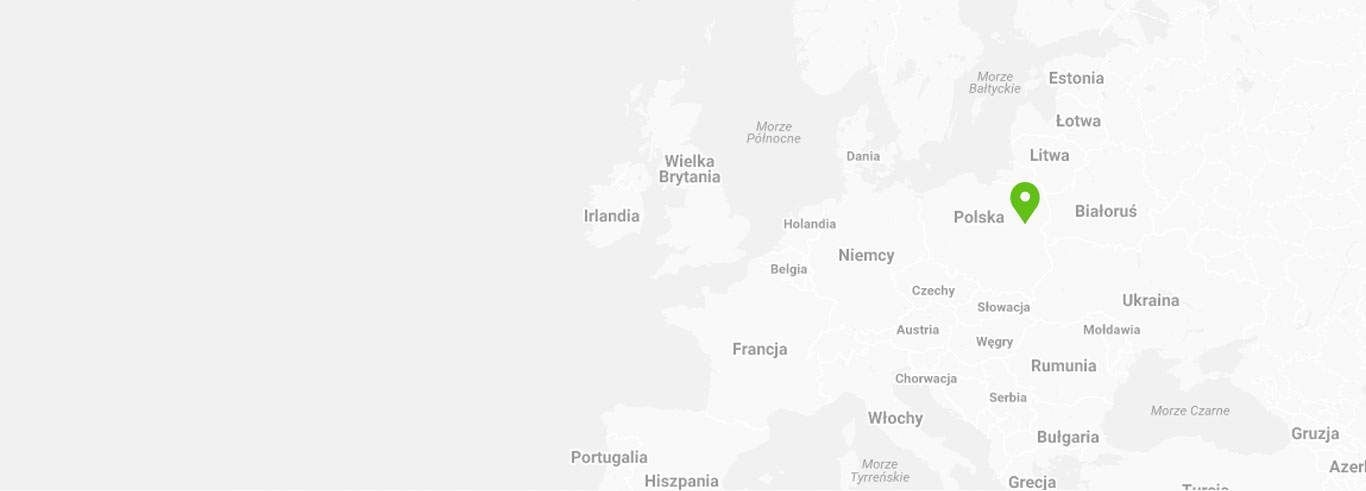 Morze
Bałtyckie
Estonia
Łotwa
Morze
Północne
Litwa
Dania
Wielka
Brytania
Irlandia
Polska
Białoruś
Holandia
Niemcy
Belgia
Czechy
Ukraina
Słowacja
Austria
Mołdawia
Węgry
Francja
Rumunia
Chorwacja
Serbia
Morze Czarne
Włochy
Gruzja
Bułgaria
Portugalia
Morze
Tyrreńskie
Azerl
Hiszpania
Grecja
Turcja